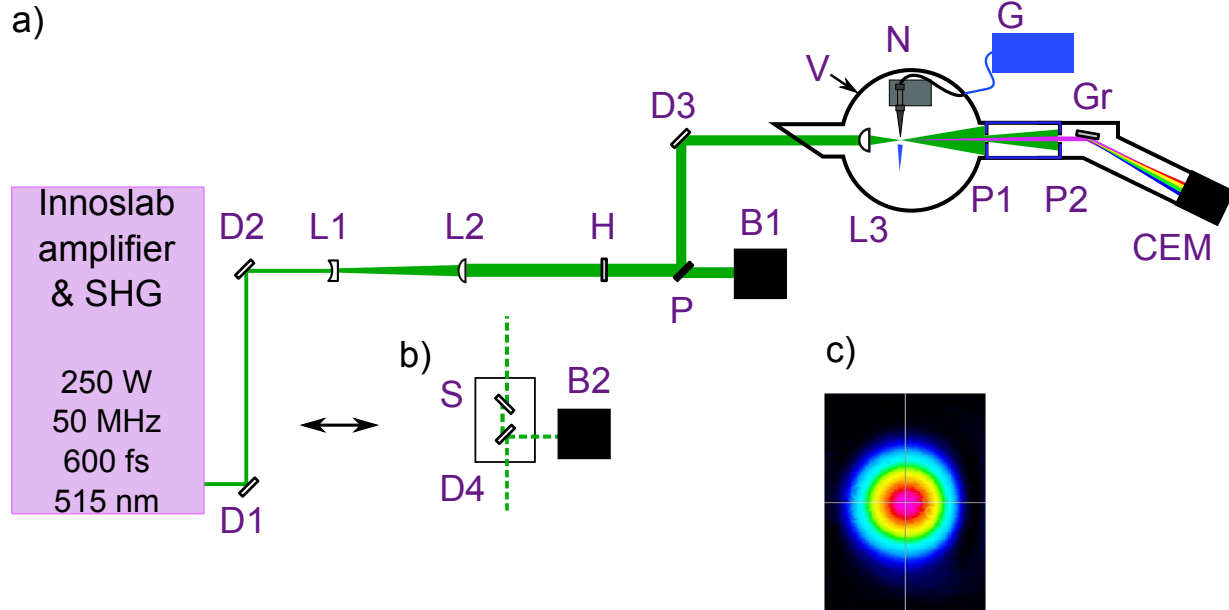 a)
G
N
V
Gr
D3
P1
P2
L3
CEM
Innoslab
amplifier
& SHG
250 W
50 MHz
600 fs
515 nm
D2
L1
L2
H
B1
P
D1
b)
S
B2
D4
c)